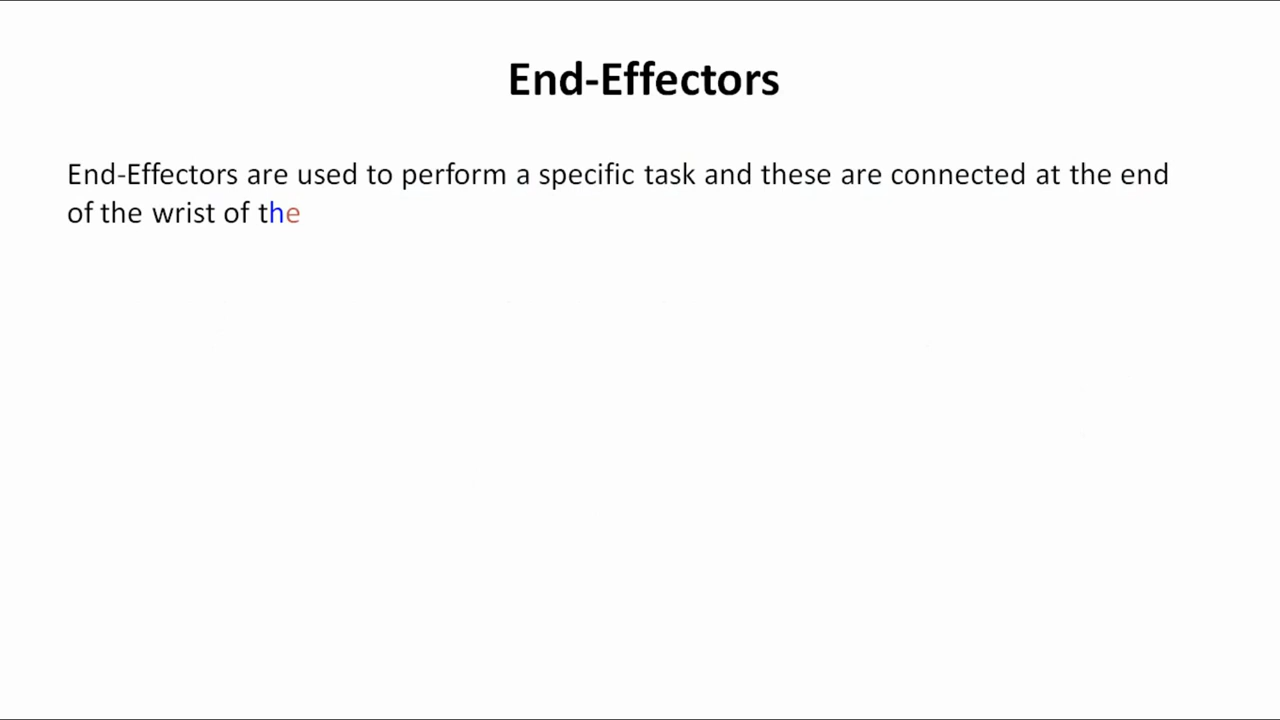 End-Effectors
End-Effectors are used to perform a specific task and these are connected at the end
of the wrist of the